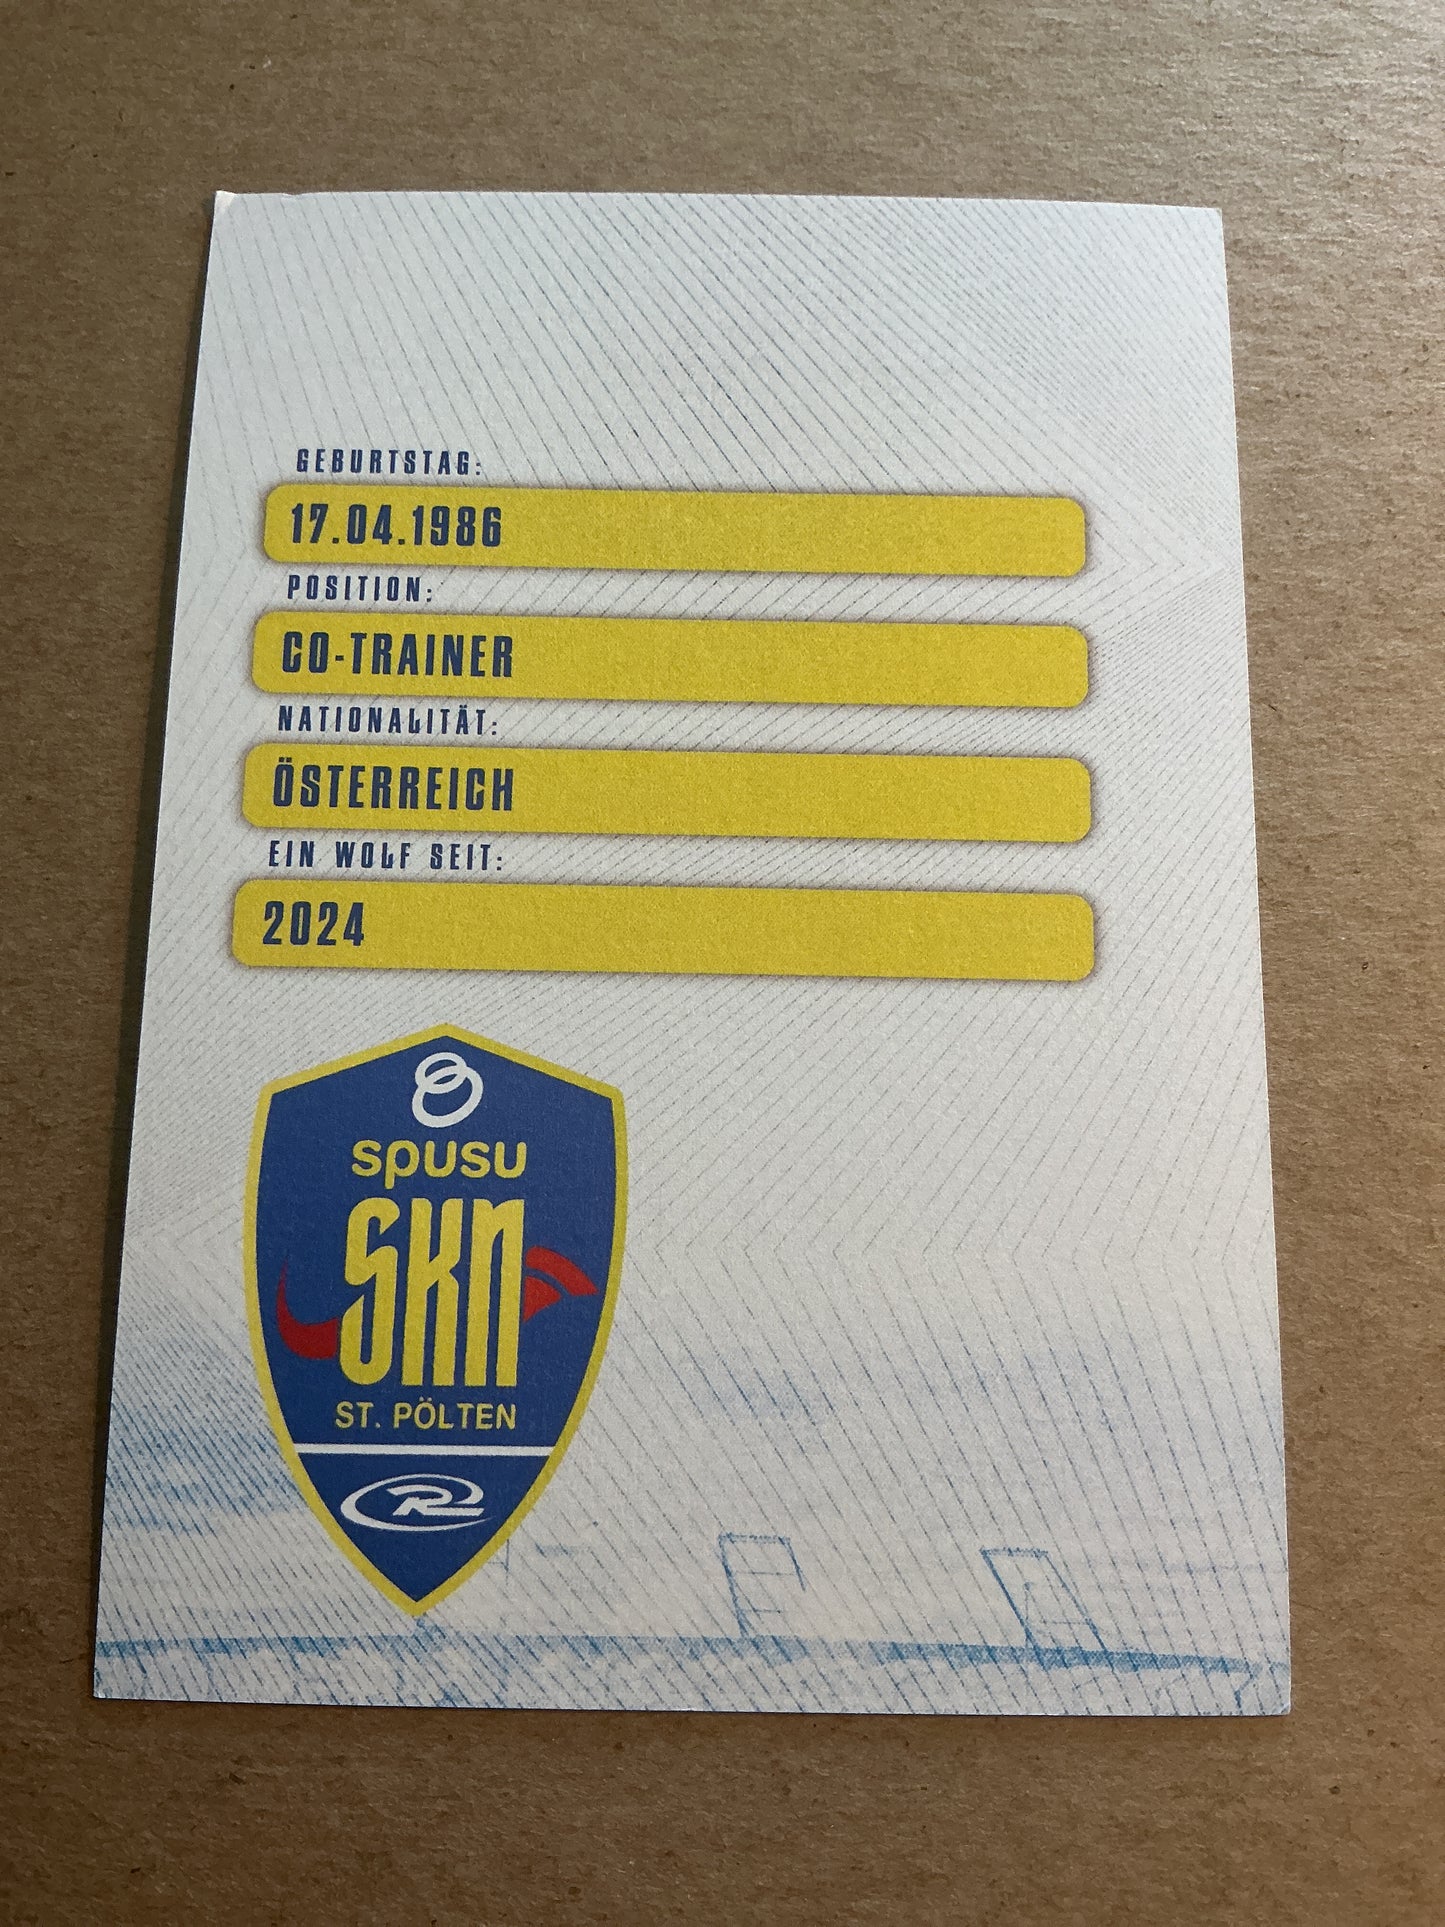 GEBURTSTAG:
17.04.1986
POSITION:
CO-TRAINER
NATIONALITÄT:
ÖSTERREICH
EIN WOLF SEIT:
2024
spusu
SKN
ST. PÖLTEN
R